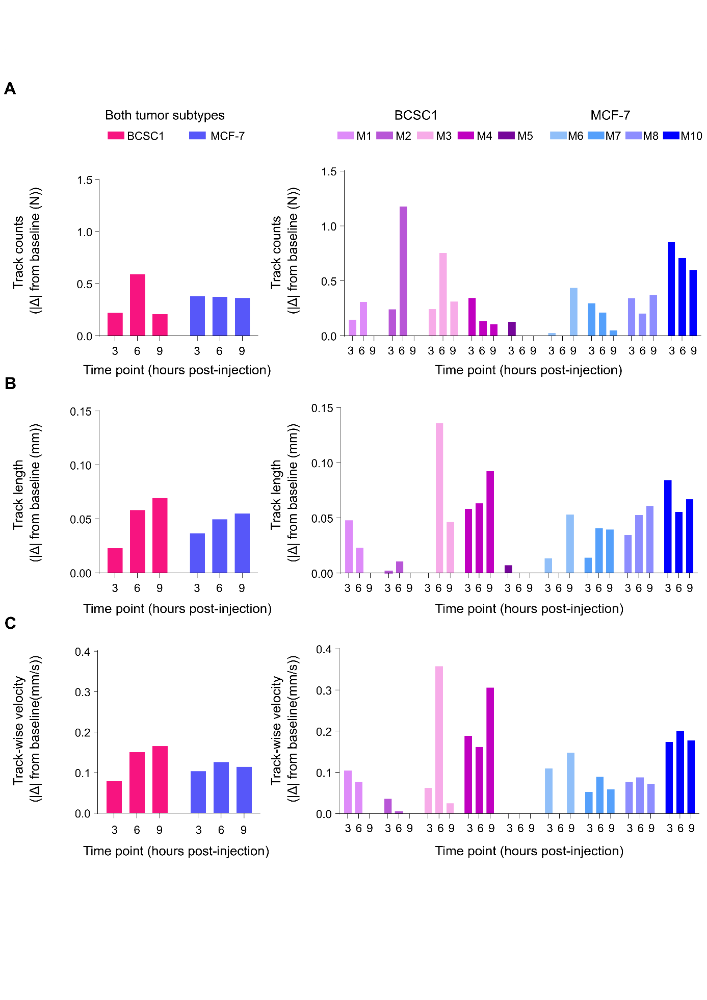 A
Both tumor subtypes
BCSC1 MCF-7
BCSC1 MCF-7
M1 M2 M3 M4 M5 M6 M7 M8 M10
Track counts
(|Δ| from baseline (N))
1.5
1.0
0.5
0.0
3 6 9 3 6 9
Time point (hours post-injection)
Track counts
(|Δ| from baseline (N))
1.5
1.0
0.5
0.0
3 6 9 3 6 9 3 6 9 3 6 9 3 6 9 3 6 9 3 6 9 3 6 9 3 6 9
Time point (hours post-injection)
B
Track length
(|Δ| from baseline (mm))
0.15
0.10
0.05
0.00
3 6 9 3 6 9
Time point (hours post-injection)
Track length
(|Δ| from baseline (mm))
0.15
0.10
0.05
0.00
3 6 9 3 6 9 3 6 9 3 6 9 3 6 9 3 6 9 3 6 9 3 6 9 3 6 9
Time point (hours post-injection)
C
Track-wise velocity
(|Δ| from baseline(mm/s))
0.4
0.3
0.2
0.1
0.0
3 6 9 3 6 9
Time point (hours post-injection)
Track-wise velocity
(|Δ| from baseline(mm/s))
0.4
0.3
0.2
0.1
0.0
3 6 9 3 6 9 3 6 9 3 6 9 3 6 9 3 6 9 3 6 9 3 6 9 3 6 9
Time point (hours post-injection)